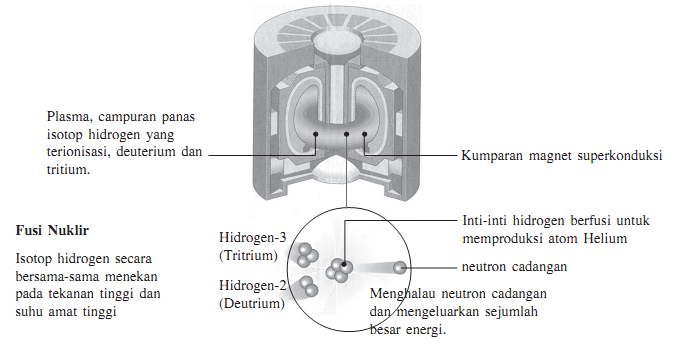 Plasma, campuran panas
isotop hidrogen yang
terionisasi, deuterium dan
tritium.
Kumparan magnet superkonduksi
Fusi Nuklir
Isotop hidrogen secara
bersama-sama menekan
pada tekanan tinggi dan
suhu amat tinggi
Hidrogen-3
(Tritrium)
Hidrogen-2
(Deutrium)
Inti-inti hidrogen berfusi untuk
memproduksi atom Helium
neutron cadangan
Menghalau neutron cadangan
dan mengeluarkan sejumlah
besar energi.